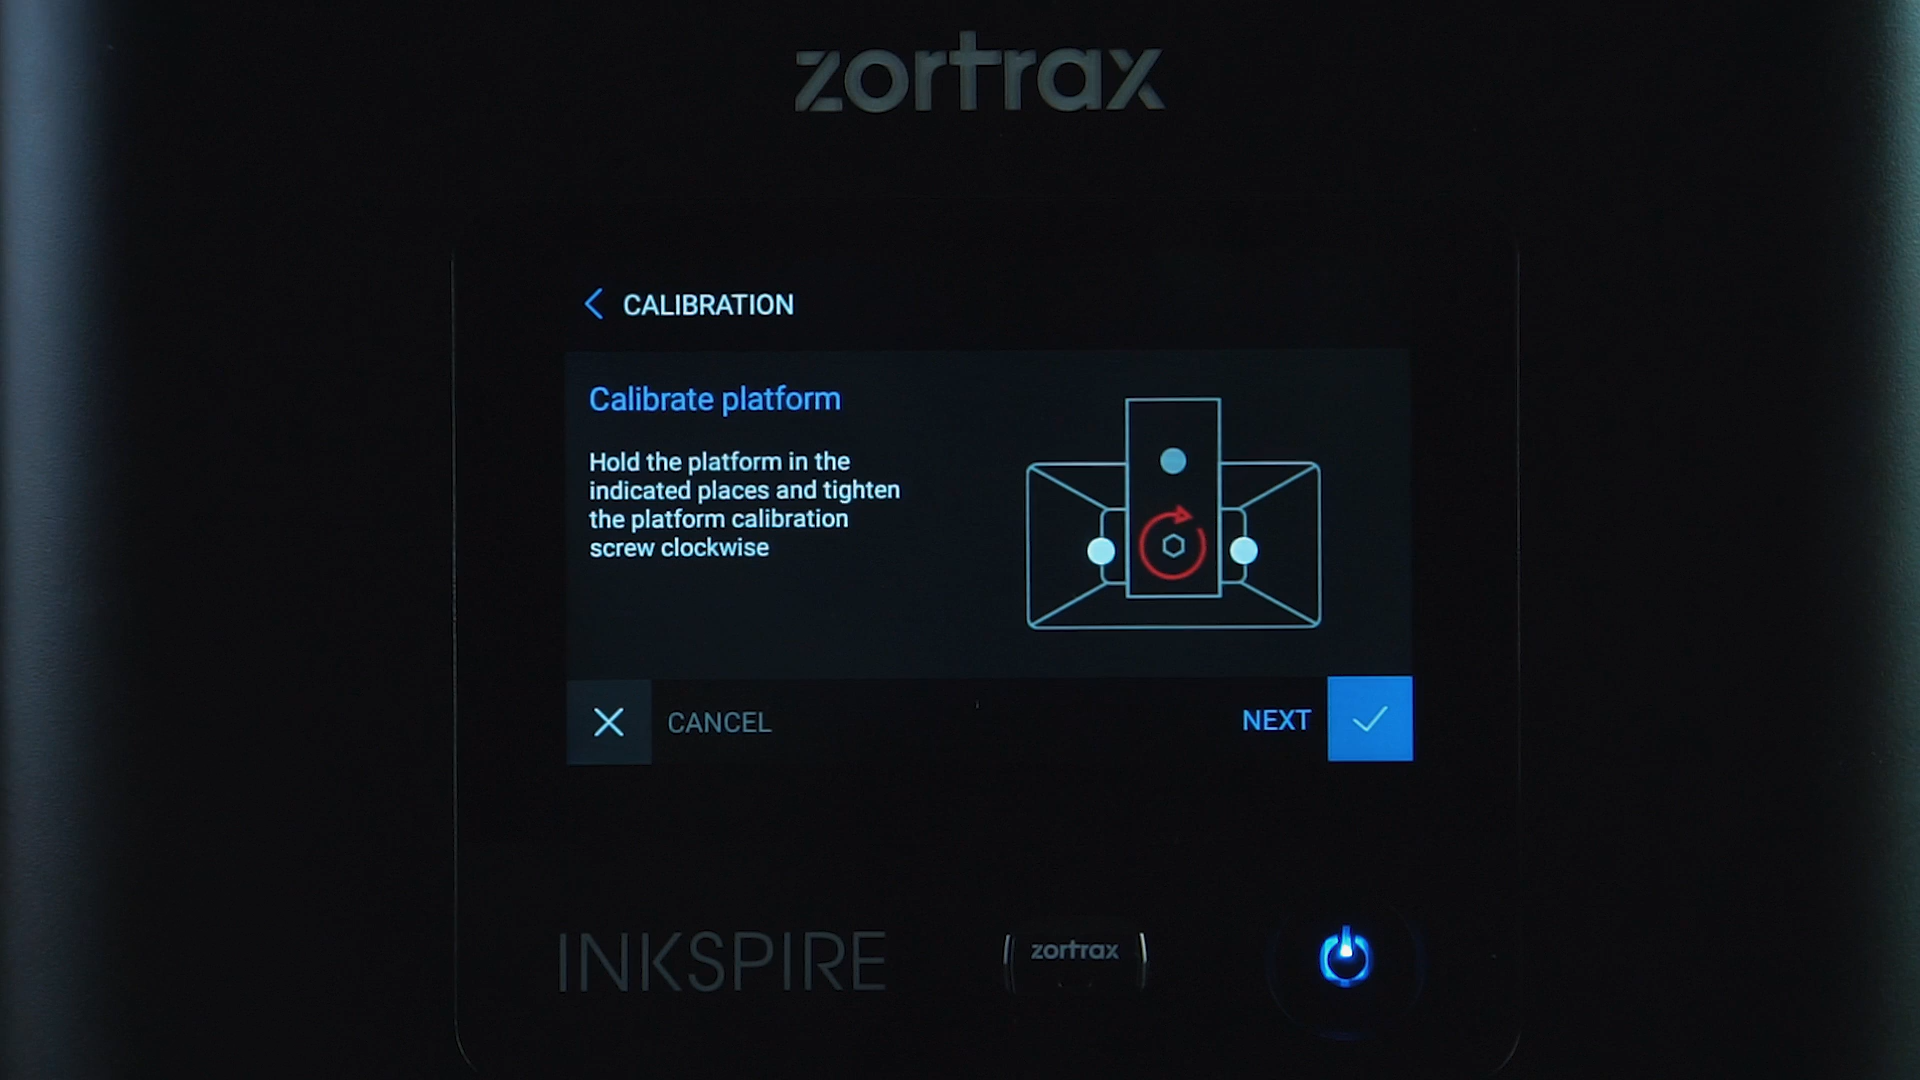 zortrax
CALIBRATION
Calibrate platform
Hold the platform in the
indicated places and tighten
the platform calibration
screw clockwise
CANCEL
NEXT
INKSPIRE
zortrax